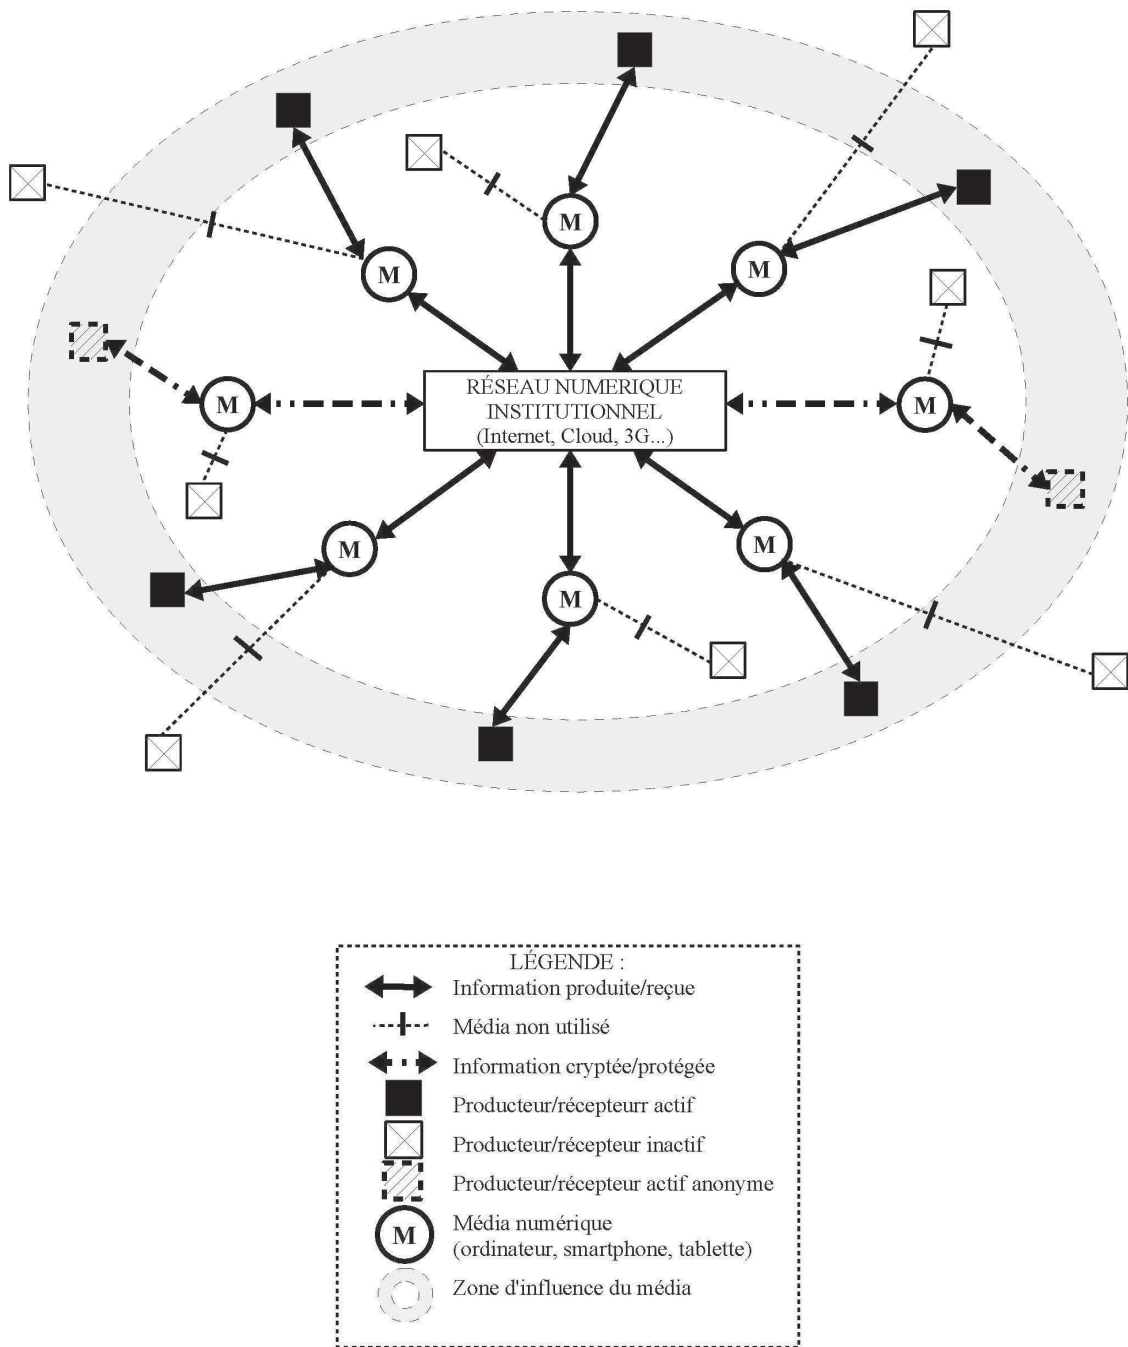 M
M
M
M
M
RÉSEAU NUMERIQUE
INSTITUTIONNEL
(Internet, Cloud, 3G...)
M
M
M
M
LÉGENDE :
Information produite/reçue
Média non utilisé
Information cryptée/protégée
Producteur/récepteurr actif
Producteur/récepteur inactif
Producteur/récepteur actif anonyme
M
Média numérique
(ordinateur, smartphone, tablette)
Zone d'influence du média